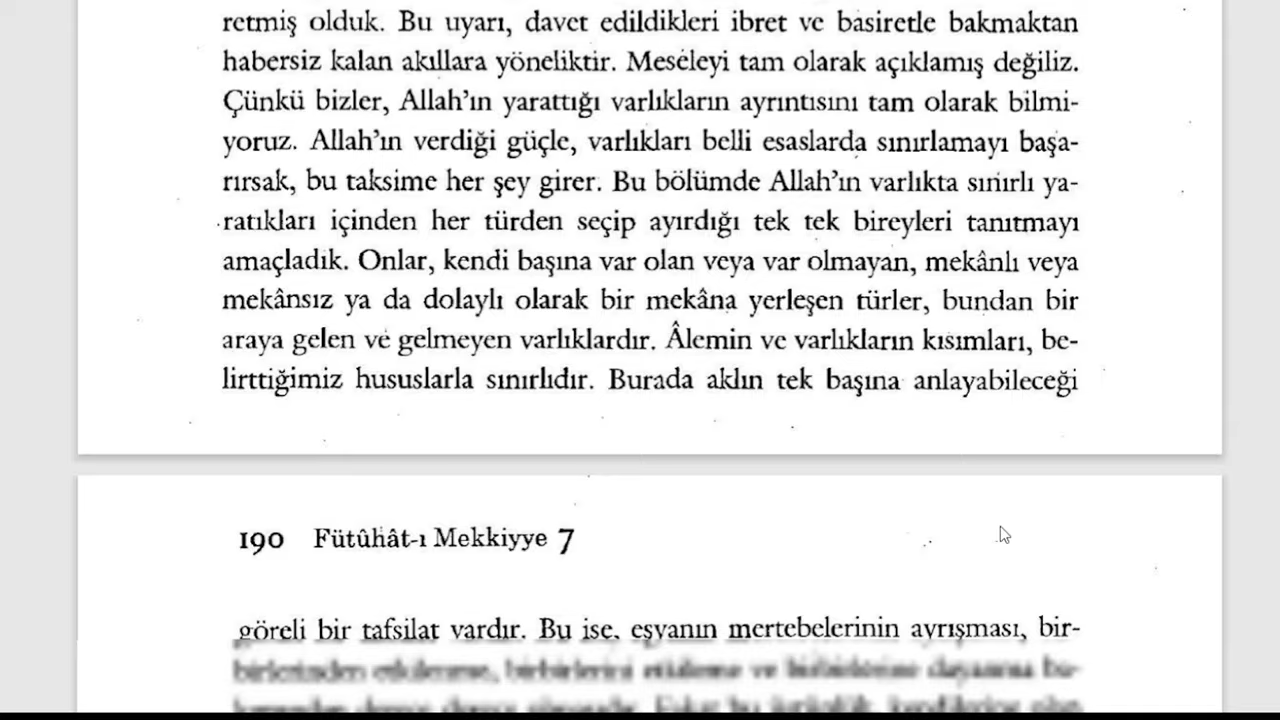 retmiş olduk. Bu uyarı, davet edildikleri ibret ve basiretle bakmaktan
habersiz kalan akıllara yöneliktir. Meseleyi tam olarak açıklamış değiliz.
Çünkü bizler, Allah'ın yarattığı varlıkların ayrıntısını tam olarak bilmi-
yoruz. Allah'ın verdiği güçle, varlıkları belli esaslarda sınırlamayı başa-
rırsak, bu taksime her şey girer. Bu bölümde Allah'ın varlıkta sınırlı ya-
ratıkları içinden her türden seçip ayırdığı tek tek bireyleri tanıtmayı
amaçladık. Onlar, kendi başına var olan veya var olmayan, mekânlı veya
mekânsız ya da dolaylı olarak bir mekâna yerleşen türler, bundan bir
araya gelen ve gelmeyen varlıklardır. Âlemin ve varlıkların kısımları, be-
lirttiğimiz hususlarla sınırlıdır. Burada aklın tek başına anlayabileceği
190 Fütûhât-ı Mekkiyye 7
göreli bir tafsilat vardır. Bu ise, eşyanın mertebelerinin ayrışması, bir-